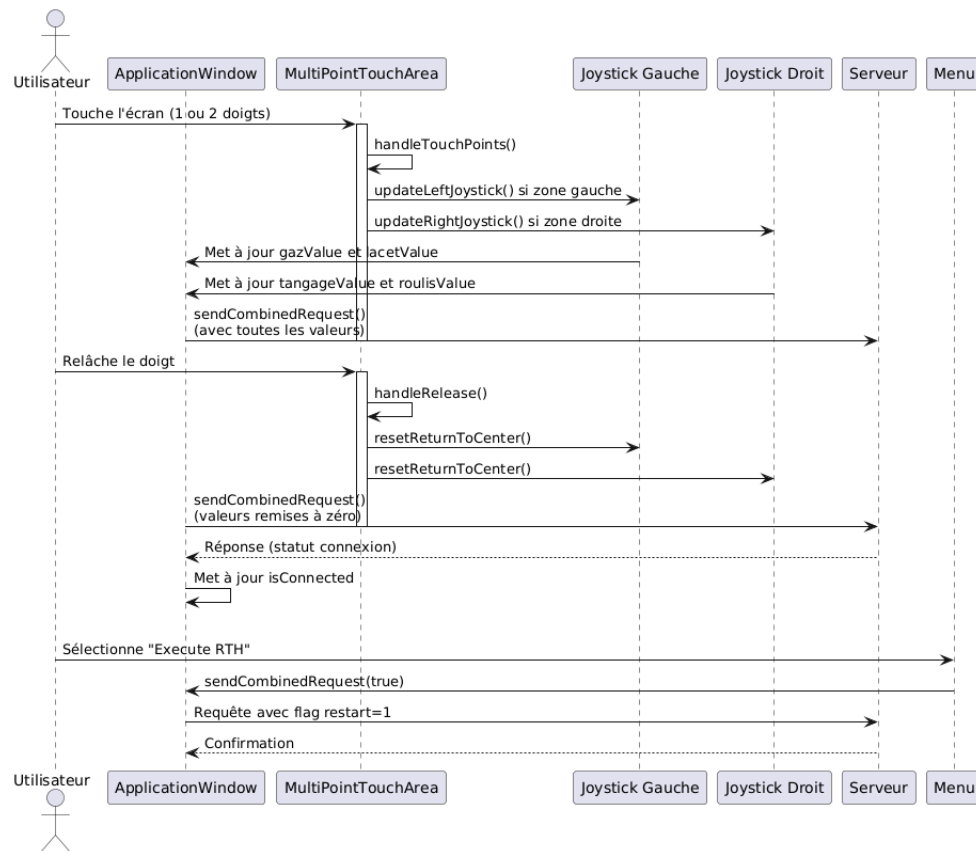 Utilisateur
ApplicationWindow
MultiPointTouchArea
Joystick Gauche
Joystick Droit
Serveur
Menu
Touche l'écran (1 ou 2 doigts)
handleTouchPoints()
updateLeftJoystick() si zone gauche
updateRightJoystick() si zone droite
Met à jour gazValue et lacetValue
Met à jour tangageValue et roulisValue
sendCombinedRequest()
(avec toutes les valeurs)
Relâche le doigt
handleRelease()
resetReturnToCenter()
resetReturnToCenter()
sendCombinedRequest()
(valeurs remises à zéro)
Réponse (statut connexion)
Met à jour isConnected
Sélectionne "Execute RTH"
sendCombinedRequest(true)
Requête avec flag restart=1
Confirmation
Utilisateur
ApplicationWindow
MultiPointTouchArea
Joystick Gauche
Joystick Droit
Serveur
Menu